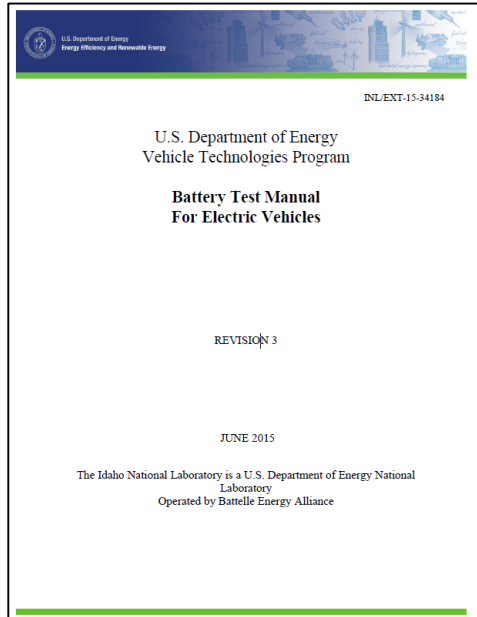 U.S. Department of Energy
Energy Efficiency and Renewable Energy
INL/EXT-15-34184
U.S. Department of Energy
Vehicle Technologies Program
Battery Test Manual
For Electric Vehicles
REVISION 3
JUNE 2015
The Idaho National Laboratory is a U.S. Department of Energy National
Laboratory
Operated by Battelle Energy Alliance